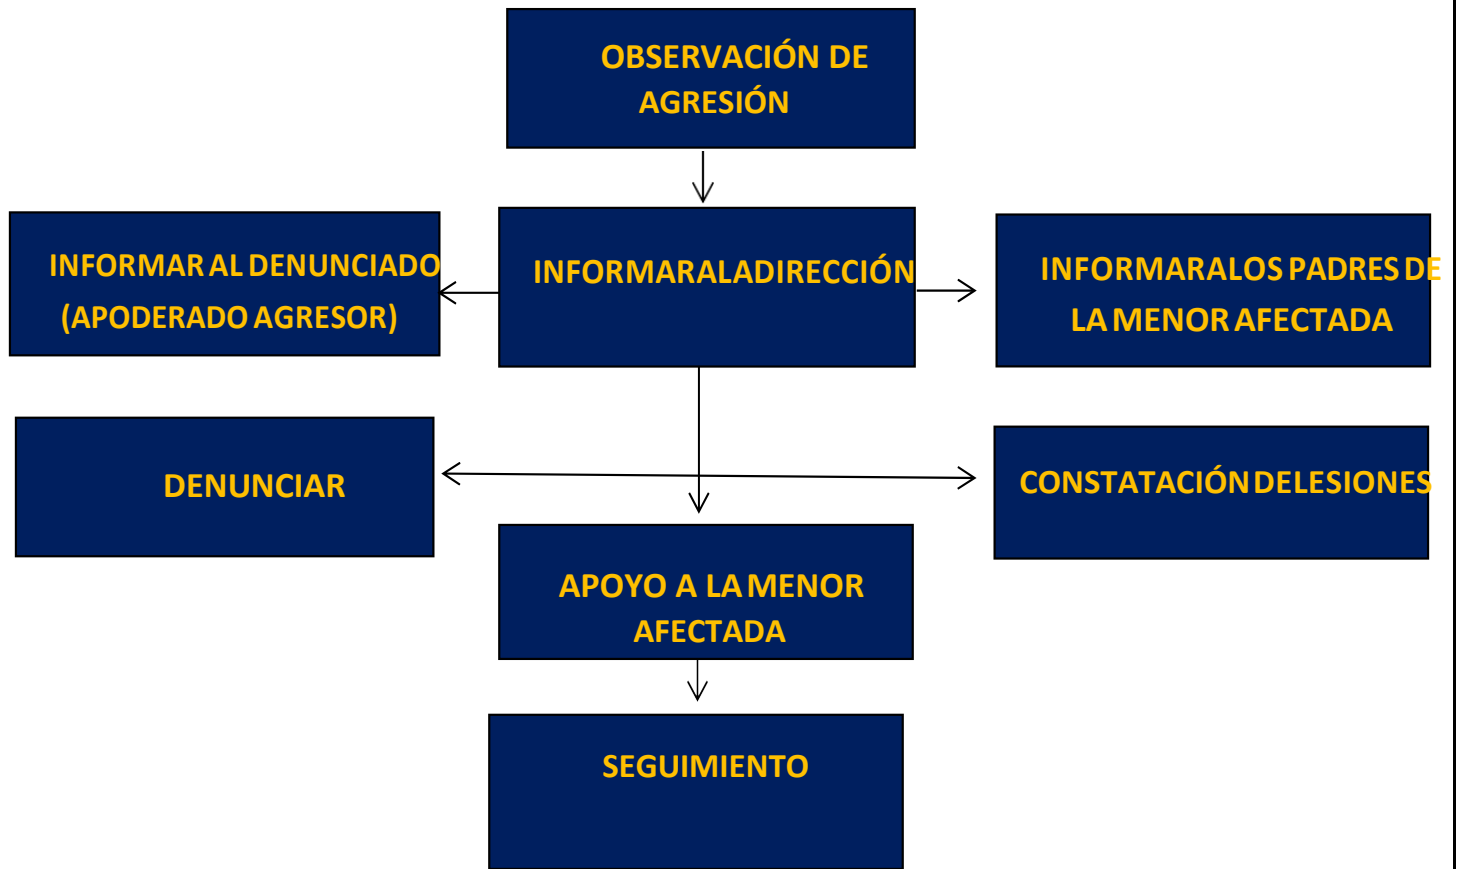 OBSERVACIÓN DE
AGRESIÓN
INFORMAR AL DENUNCIADO
(APODERADO AGRESOR)
INFORMARALADIRECCIÓN
INFORMARALOS PADRES DE
LA MENOR AFECTADA
DENUNCIAR
CONSTATACIÓN DELESIONES
APOYO A LA MENOR
AFECTADA
SEGUIMIENTO